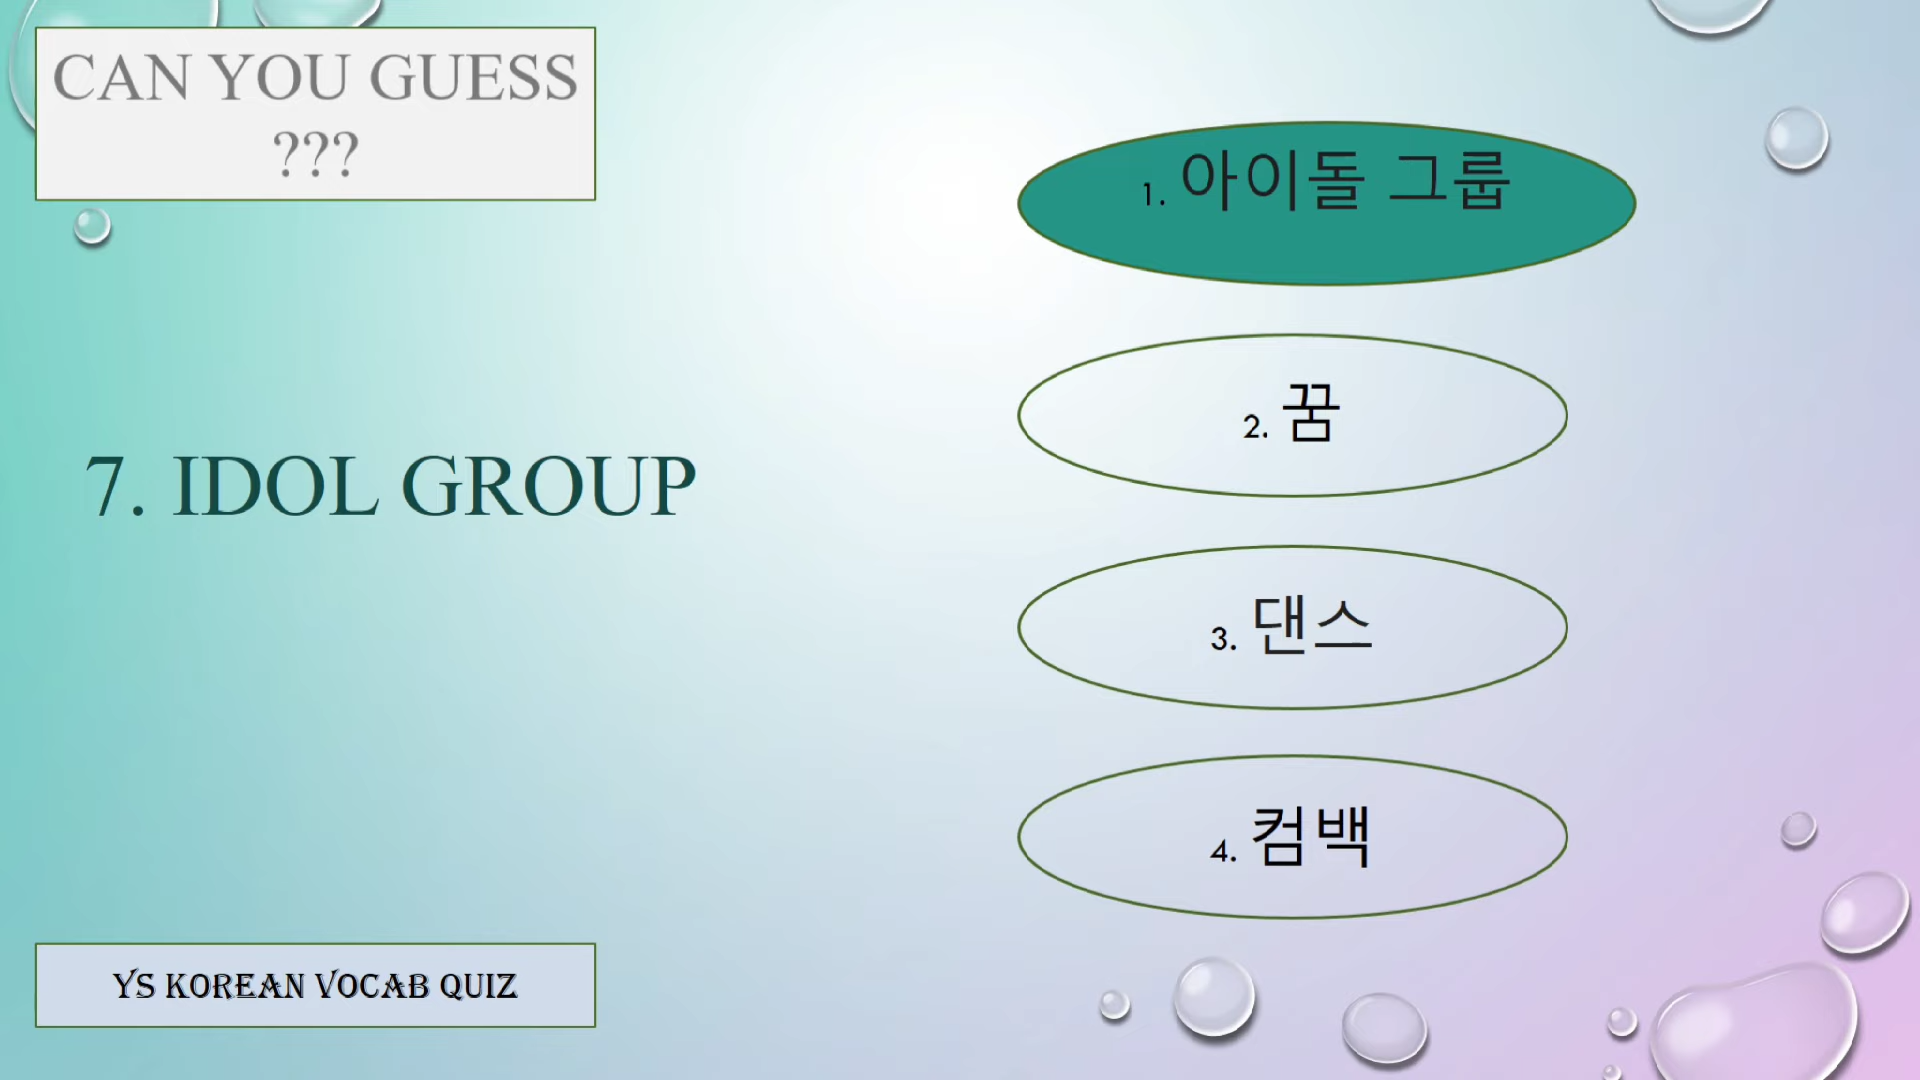 CAN YOU GUESS
???
7. IDOL GROUP
1. 아이돌 그룹
2. 꿈
3. 댄스
4. 컴백
YS KOREAN VOCAB QUIZ